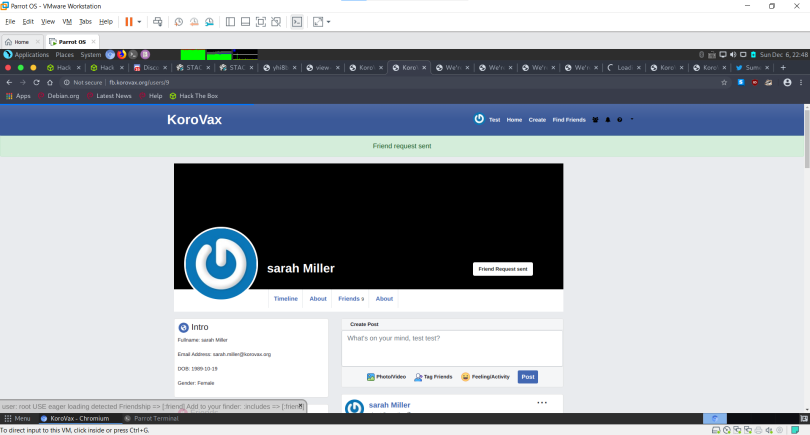 Parrot OS - VMware Workstation
File Edit View VM Tabs Help
Home × Parrot OS ×
Applications Places System Sun Dec 6, 22:48
Hack × Hack × Disco × STAC × STAC × yhiBl × view- × Koro × KoroV × We're × We're × We're × We're × Load × Koro × Koro × Sum ×
Not secure | fb.korovax.org/users/9
Apps Debian.org Latest News Help Hack The Box
KoroVax Test Home Create Find Friends
Friend request sent
sarah Miller
Friend Request sent
Timeline About Friends 0 About
Intro
Fullname: sarah Miller
Email Address: sarah.miller@korovax.org
DOB: 1989-10-19
Gender: Female
Create Post
What's on your mind, test test?
Photo/Video Tag Friends Feeling/Activity Post
sarah Miller
user: root USE eager loading detected Friendship => [:friend] Add to your finder: :includes => [:friend]
Menu KoroVax - Chromium Parrot Terminal
To direct input to this VM, click inside or press Ctrl+G.